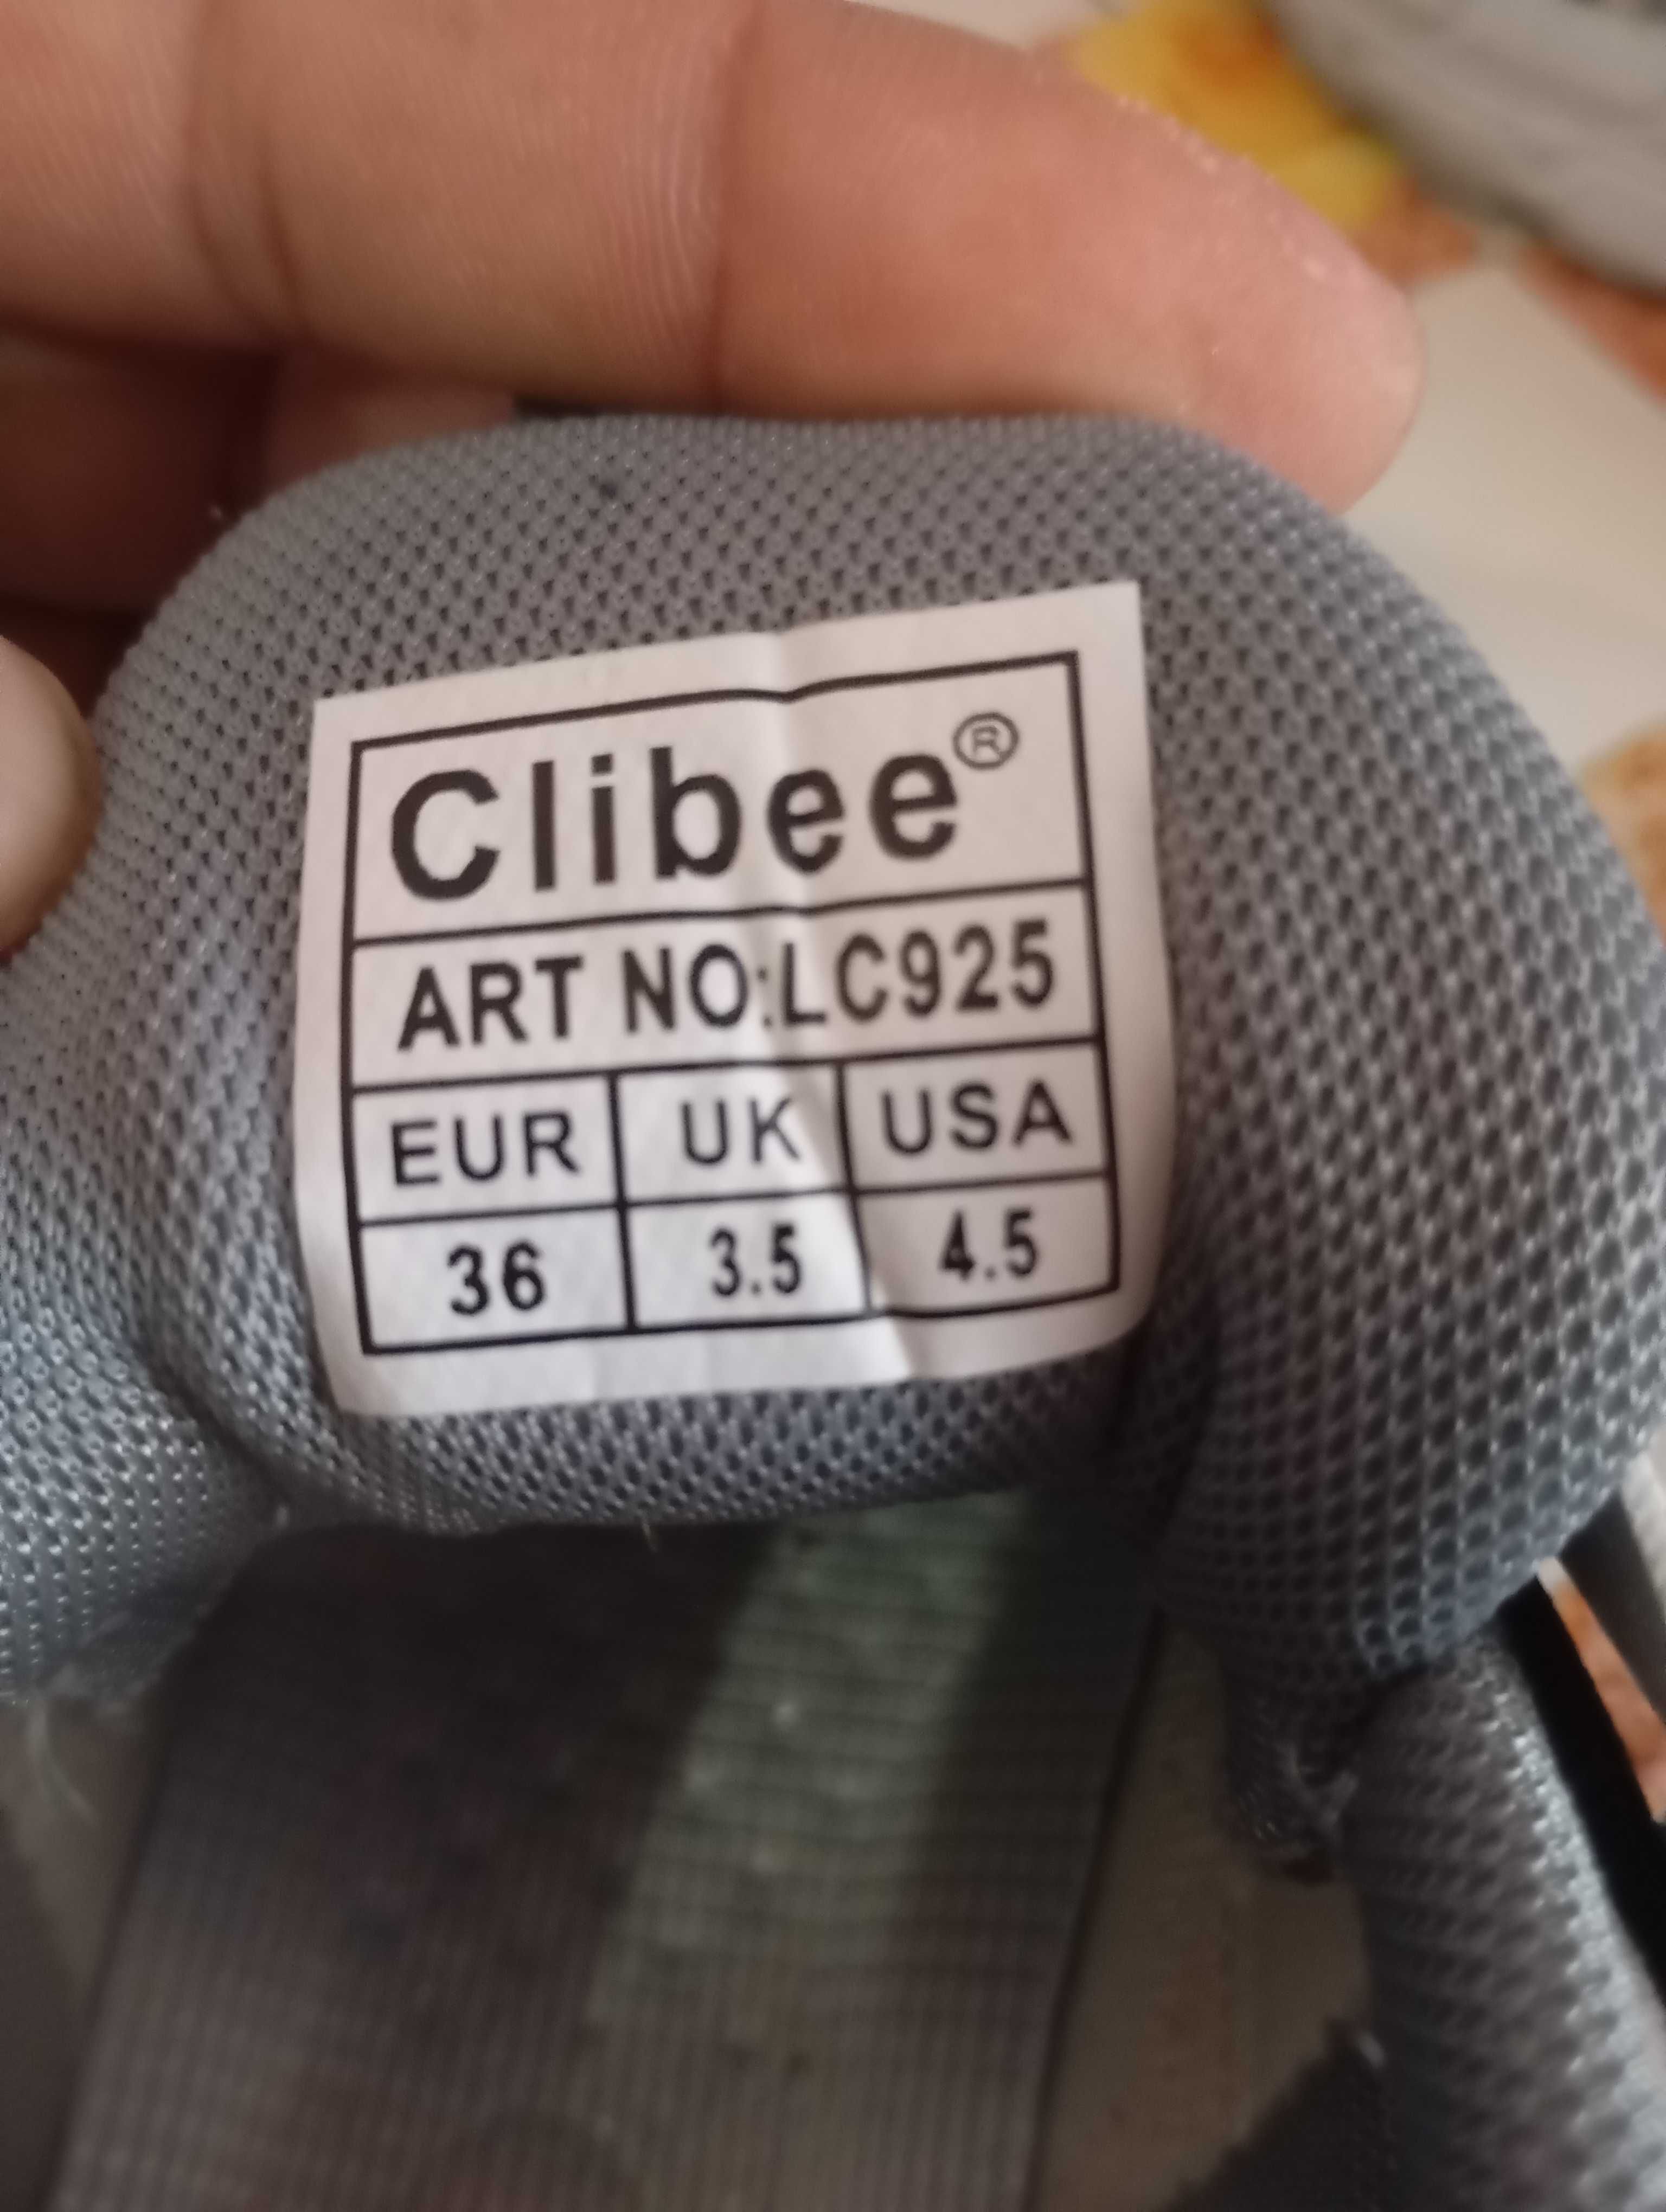 Clibee®
ART NO:LC925
EUR UK USA
36 3.5 4.5